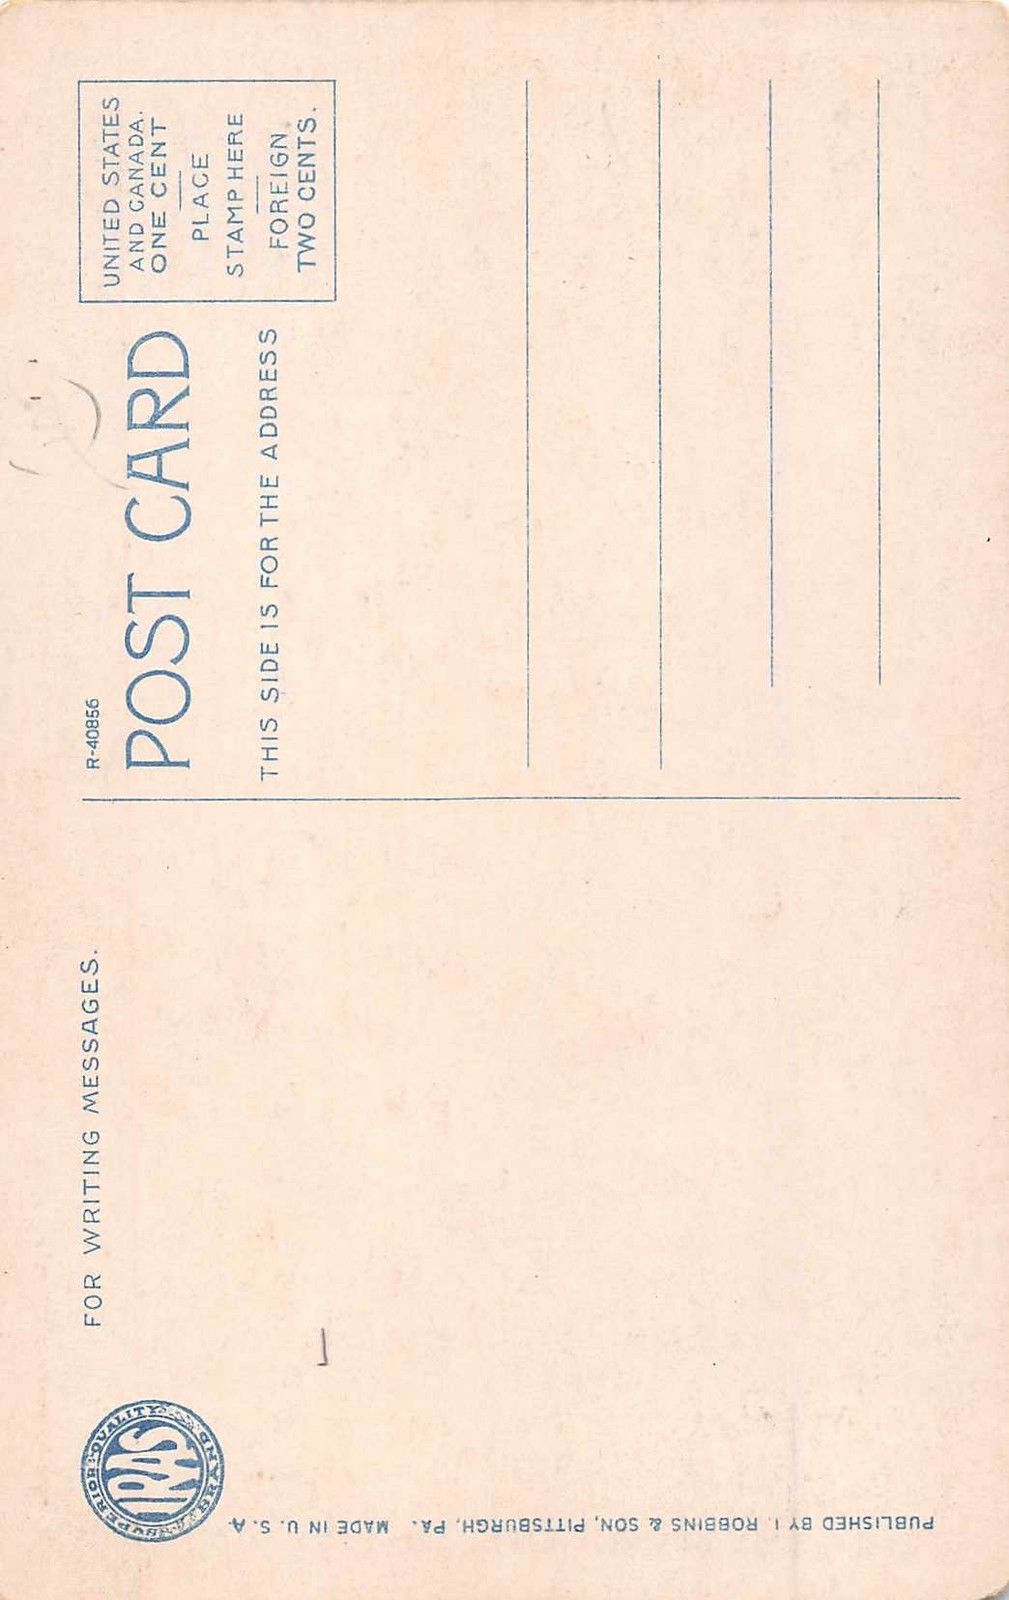 FOR WRITING MESSAGES.
R-40856
POST CARD
THIS SIDE IS FOR THE ADDRESS
UNITED STATES
AND CANADA.
ONE CENT
PLACE
STAMP HERE
FOREIGN
TWO CENTS.
SUPERIOR QUALITY
BRAND
IRAS
PUBLISHED BY I. ROBBINS & SON, PITTSBURGH, PA. MADE IN U. S. A.